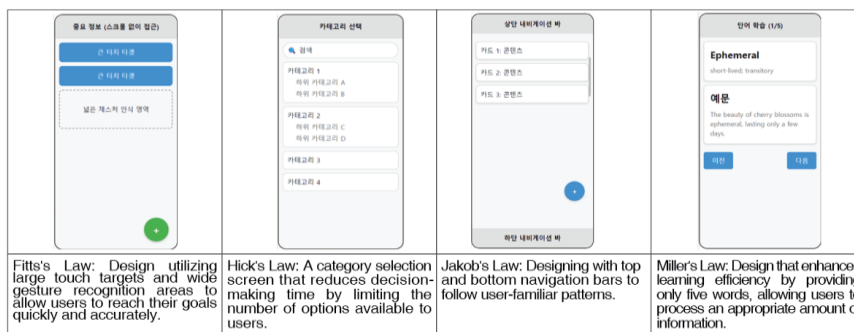 중요 정보 (스크롤 없이 접근)
큰 터치 타겟
큰 터치 타겟
넓은 제스처 인식 영역
+
Fitts's Law: Design utilizing
large touch targets and wide
gesture recognition areas to
allow users to reach their goals
quickly and accurately.
카테고리 선택
검색
카테고리 1
하위 카테고리 A
하위 카테고리 B
카테고리 2
하위 카테고리 C
하위 카테고리 D
카테고리 3
카테고리 4
Hick's Law: A category selection
screen that reduces decision-
making time by limiting the
number of options available to
users.
상단 내비게이션 바
카드 1: 콘텐츠
카드 2: 콘텐츠
카드 3: 콘텐츠
+
하단 내비게이션 바
Jakob's Law: Designing with top
and bottom navigation bars to
follow user-familiar patterns.
단어 학습 (1/5)
Ephemeral
short-lived; transitory
예문
The beauty of cherry blossoms is
ephemeral, lasting only a few
days.
이전
다음
Miller's Law: Design that enhance
learning efficiency by providing
only five words, allowing users t
process an appropriate amount o
information.